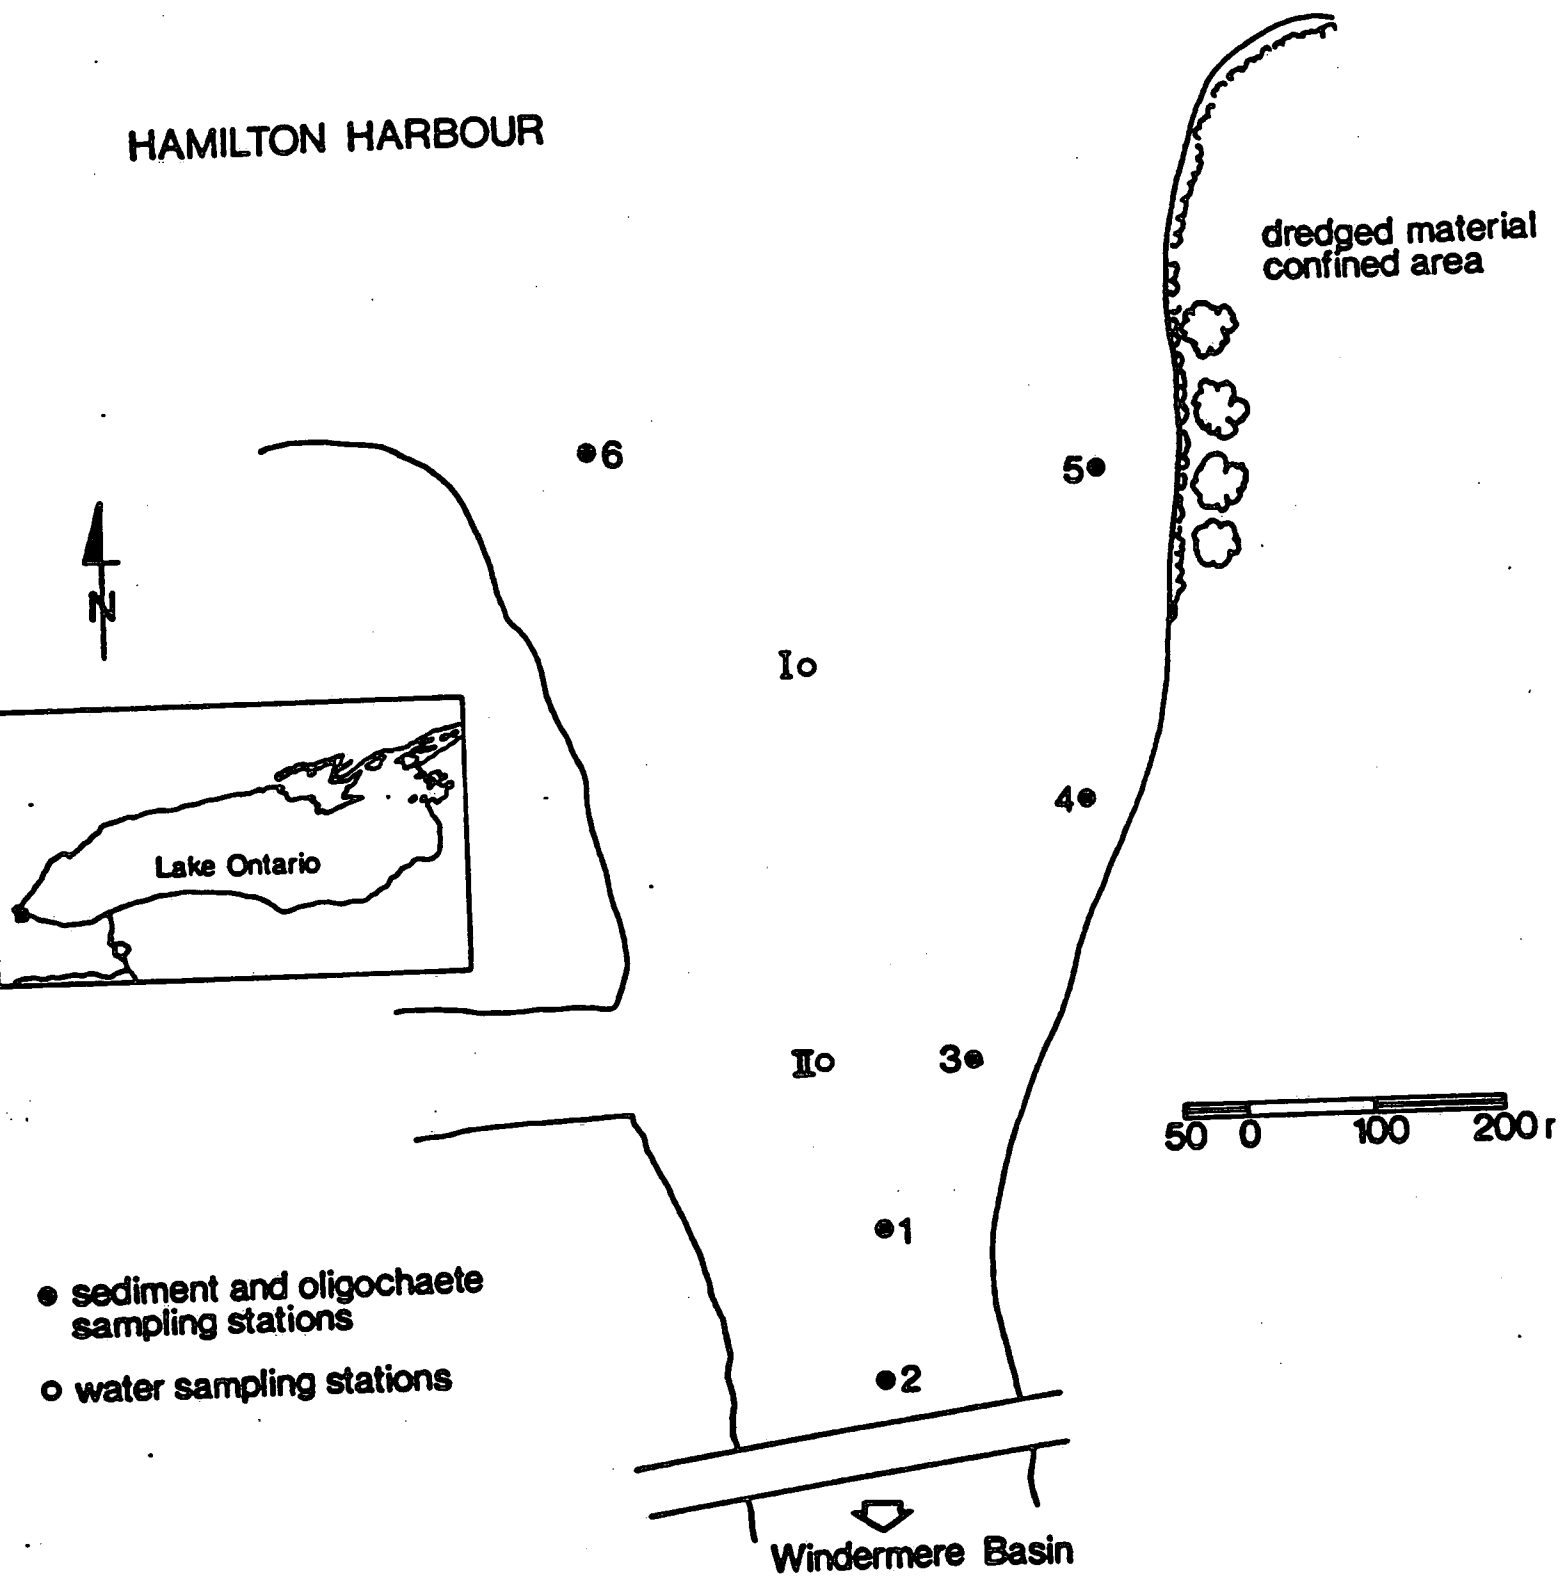 HAMILTON HARBOUR
dredged material
confined area
6
5
N
I
4
Lake Ontario
II
3
50 0 100 200 r
1
sediment and oligochaete
sampling stations
water sampling stations
2
Windermere Basin